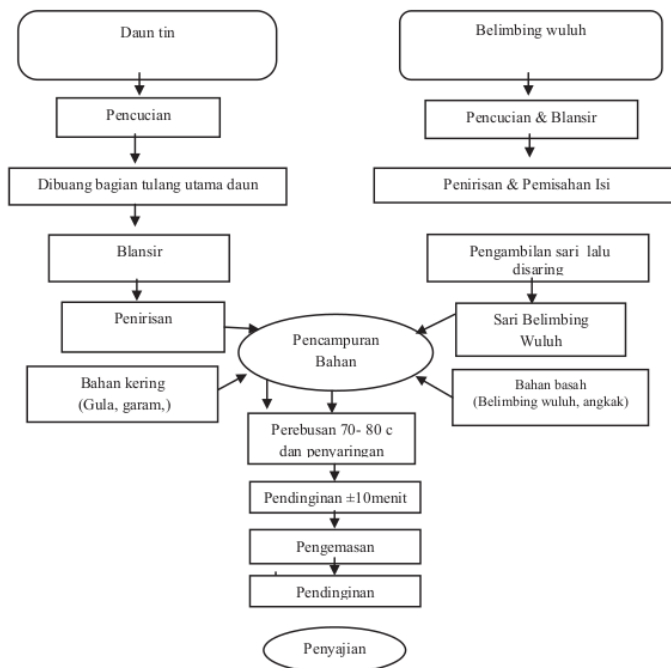 Daun tin
Belimbing wuluh
Pencucian
Pencucian & Blansir
Dibuang bagian tulang utama daun
Penirisan & Pemisahan Isi
Blansir
Pengambilan sari lalu
disaring
Penirisan
Sari Belimbing
Wuluh
Pencampuran
Bahan
Bahan kering
(Gula, garam,)
Bahan basah
(Belimbing wuluh, angkak)
Perebusan 70- 80 c
dan penyaringan
Pendinginan ±10menit
Pengemasan
Pendinginan
Penyajian